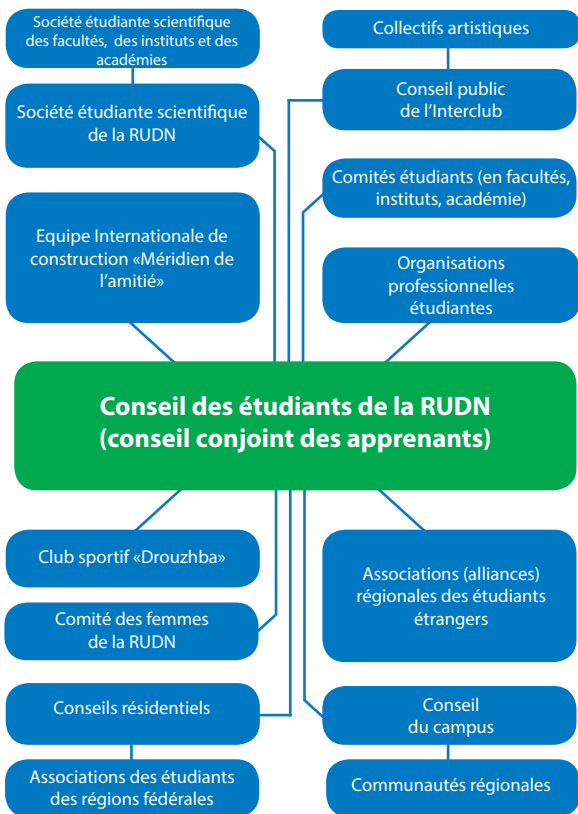 Société étudiante scientifique
des facultés, des instituts et des
académies
Société étudiante scientifique
de la RUDN
Equipe Internationale de
construction «Méridien de
l'amitié»
Collectifs artistiques
Conseil public
de l'Interclub
Comités étudiants (en facultés,
instituts, académie)
Organisations
professionnelles
étudiantes
Conseil des étudiants de la RUDN
(conseil conjoint des apprenants)
Club sportif «Drouzhba»
Comité des femmes
de la RUDN
Conseils résidentiels
Associations des étudiants
des régions fédérales
Associations (alliances)
régionales des étudiants
étrangers
Conseil
du campus
Communautés régionales